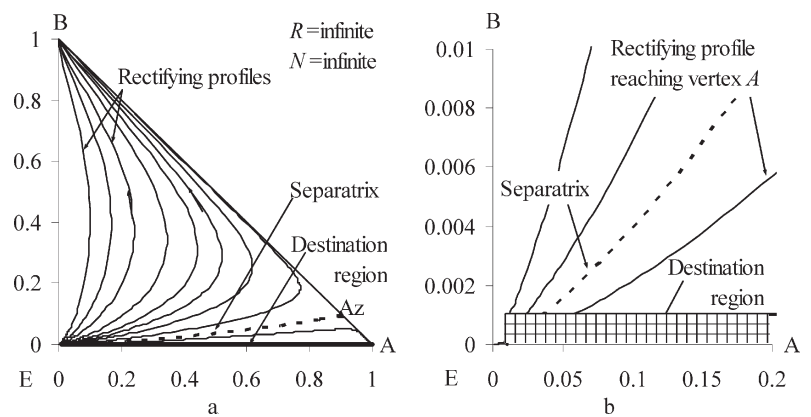 B
R=infinite
N=infinite
1
Rectifying profiles
0.8
0.6
Separatrix
0.4
Destination
region
0.2
Az
0
A
E
0
0.2
0.4
0.6
0.8
1
a
B
0.01
Rectifying profile
reaching vertex A
0.008
0.006
Separatrix
0.004
Destination
region
0.002
0
A
E
0
0.05
0.1
0.15
0.2
b